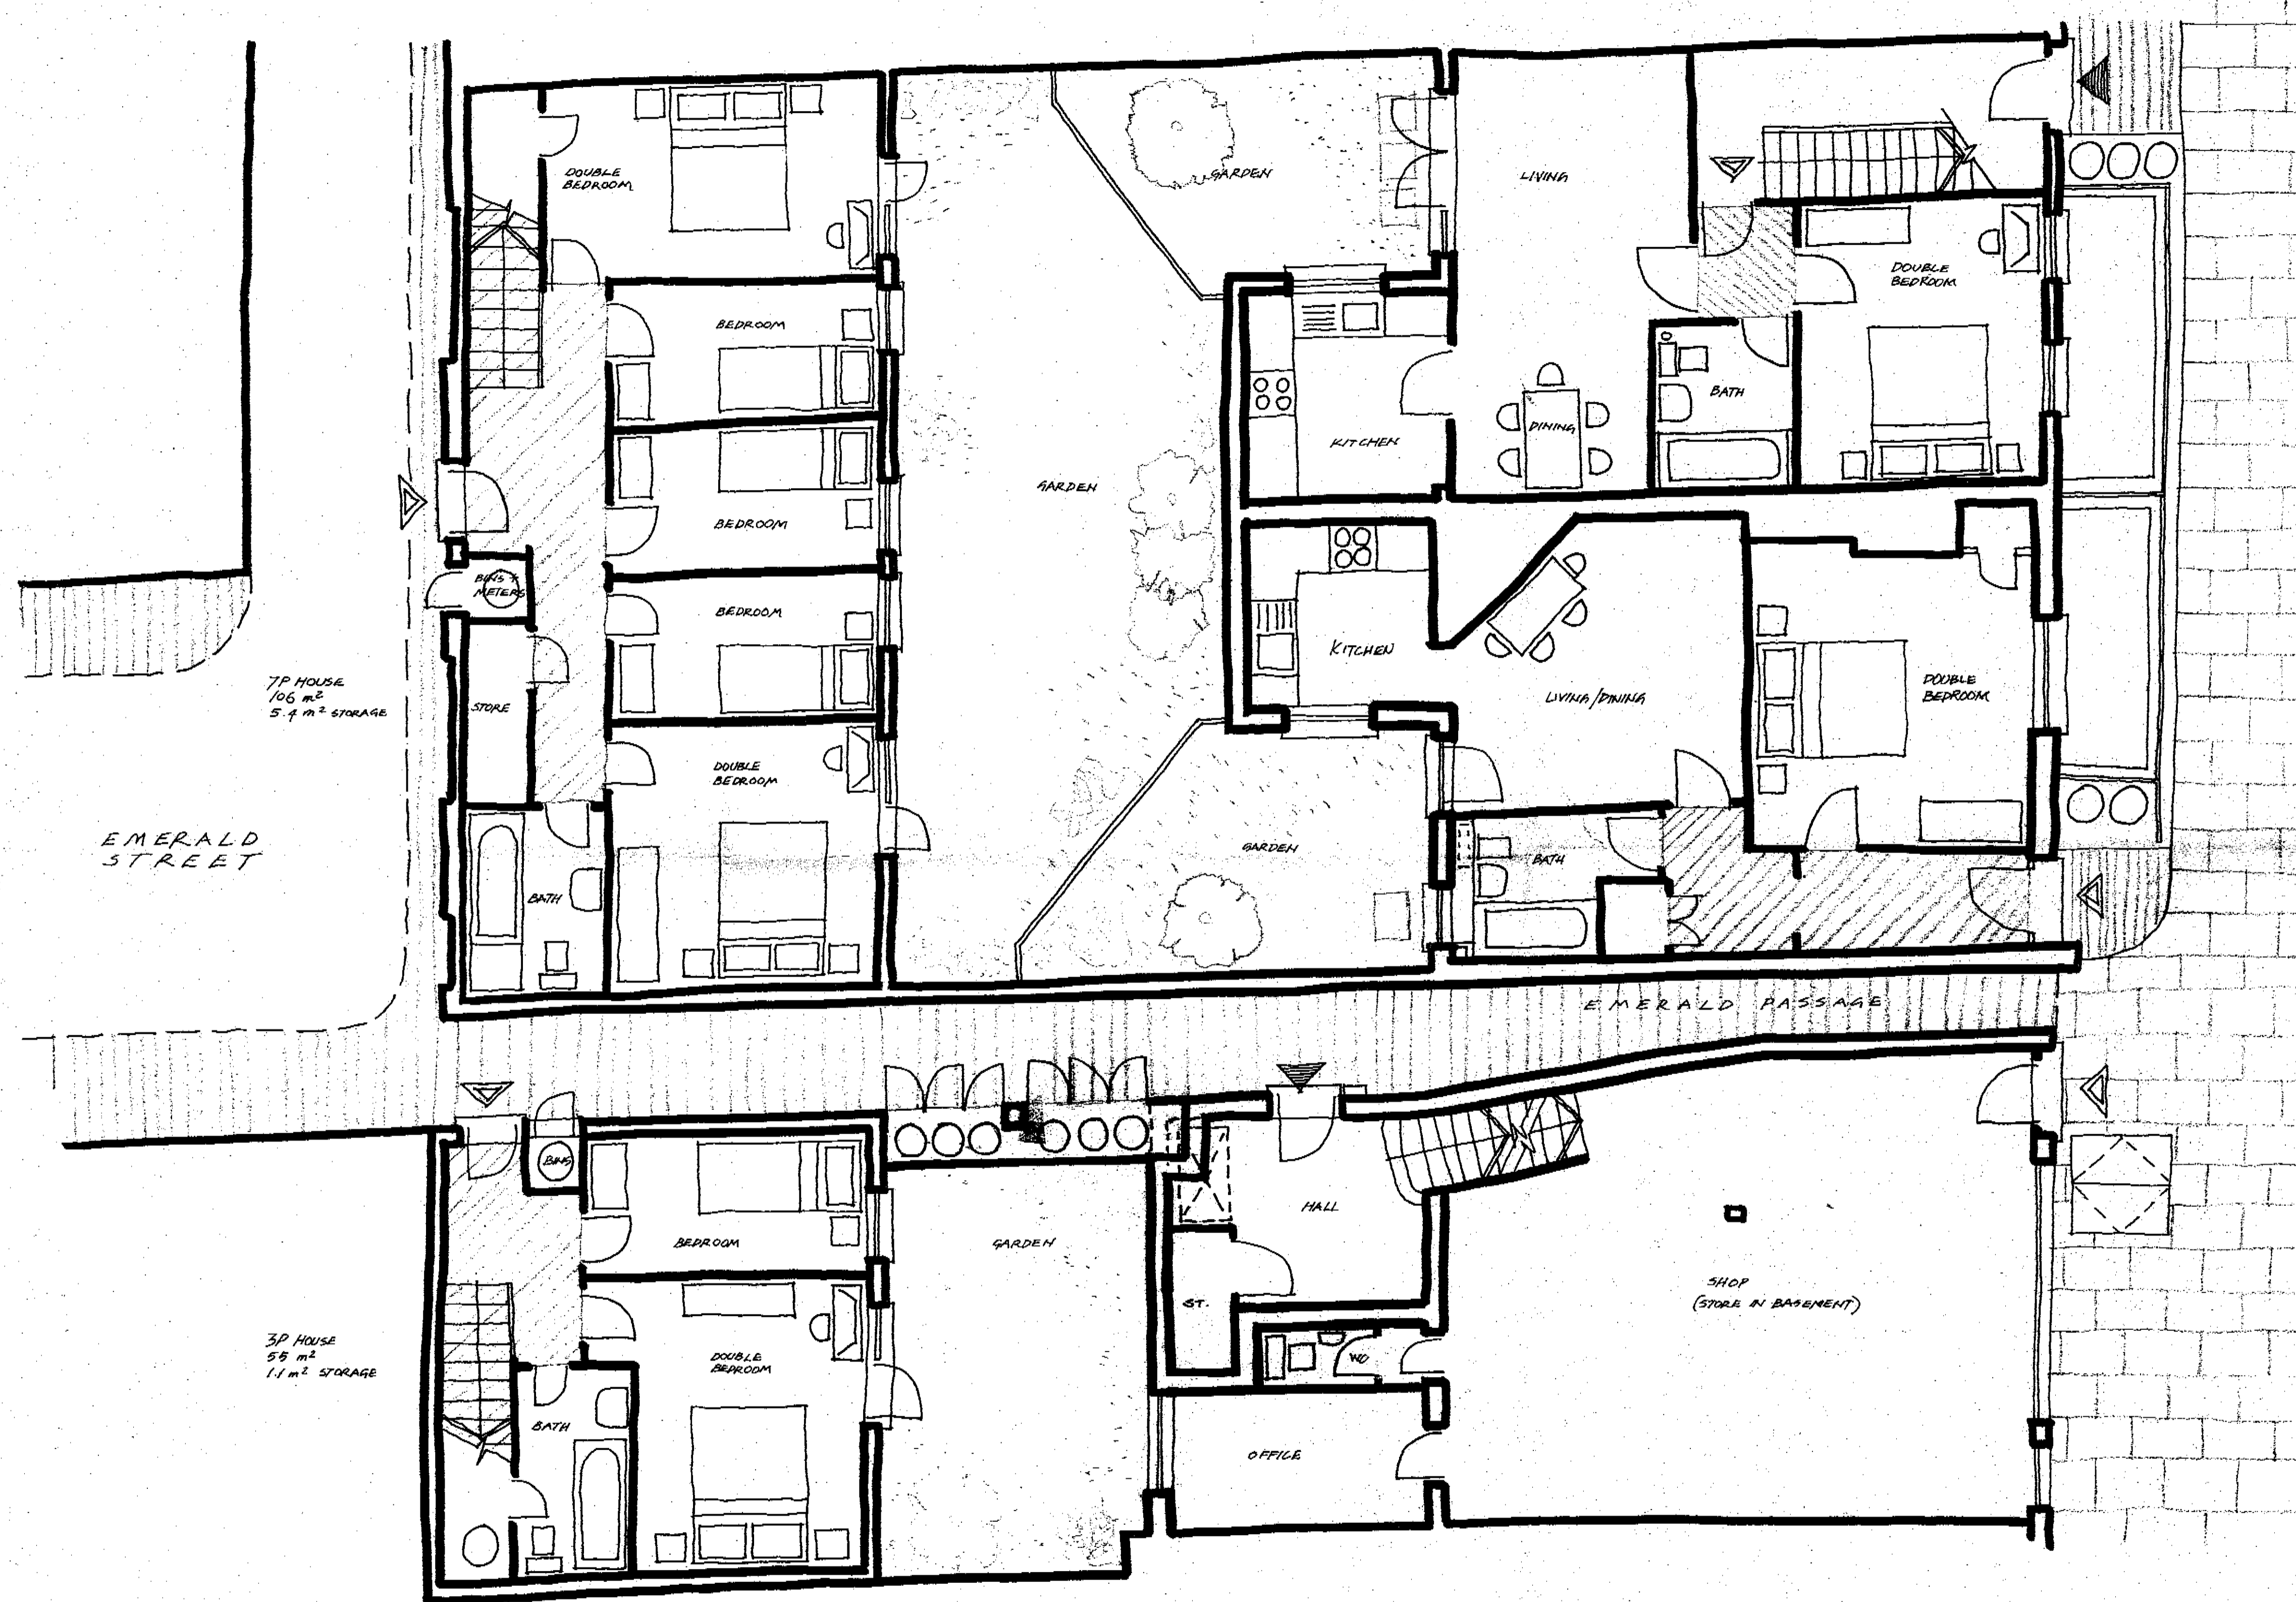 DOUBLE
BEDROOM
GARDEN
LIVING
DOUBLE
BEDROOM
BEDROOM
BATH
KITCHEN
DINING
GARDEN
BEDROOM
BINS +
METERS
BEDROOM
KITCHEN
LIVING/DINING
DOUBLE
BEDROOM
7P HOUSE
106 m²
5.4 m² STORAGE
STORE
DOUBLE
BEDROOM
EMERALD
STREET
BATH
GARDEN
BATH
EMERALD PASSAGE
BINS
BEDROOM
GARDEN
HALL
ST.
SHOP
(STORE IN BASEMENT)
3P HOUSE
55 m²
1.1 m² STORAGE
DOUBLE
BEDROOM
WC
BATH
OFFICE